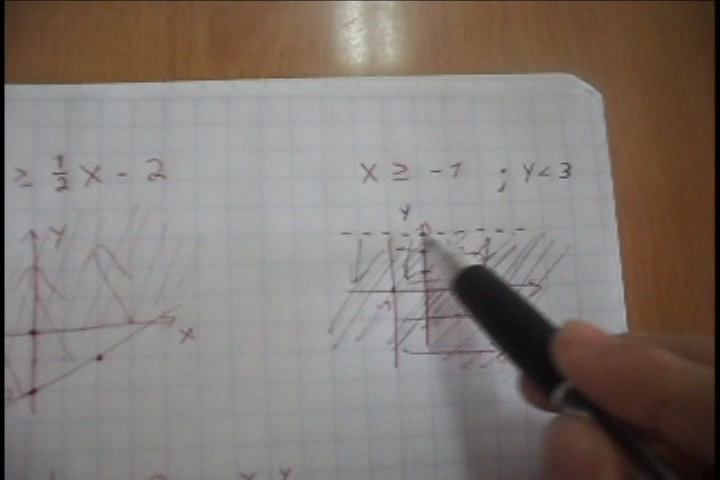 ≥ 1/2 x - 2
x ≥ -1 ; y < 3
y
y
x